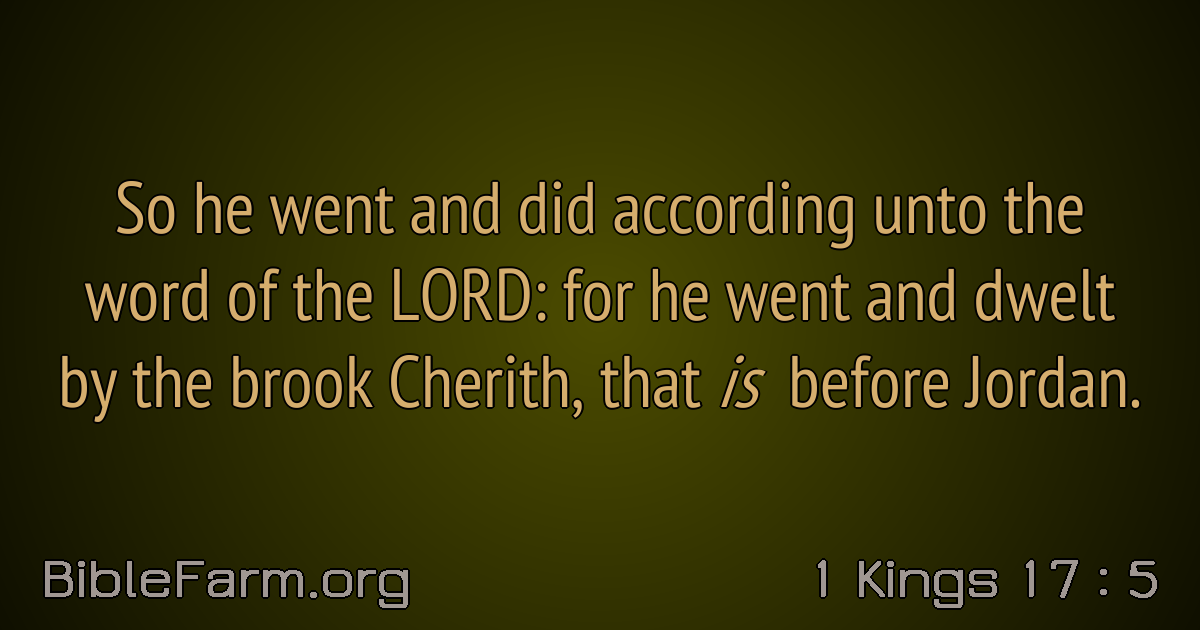 So he went and did according unto the
word of the LORD: for he went and dwelt
by the brook Cherith, that is before Jordan.
BibleFarm.org
1 Kings 17 : 5